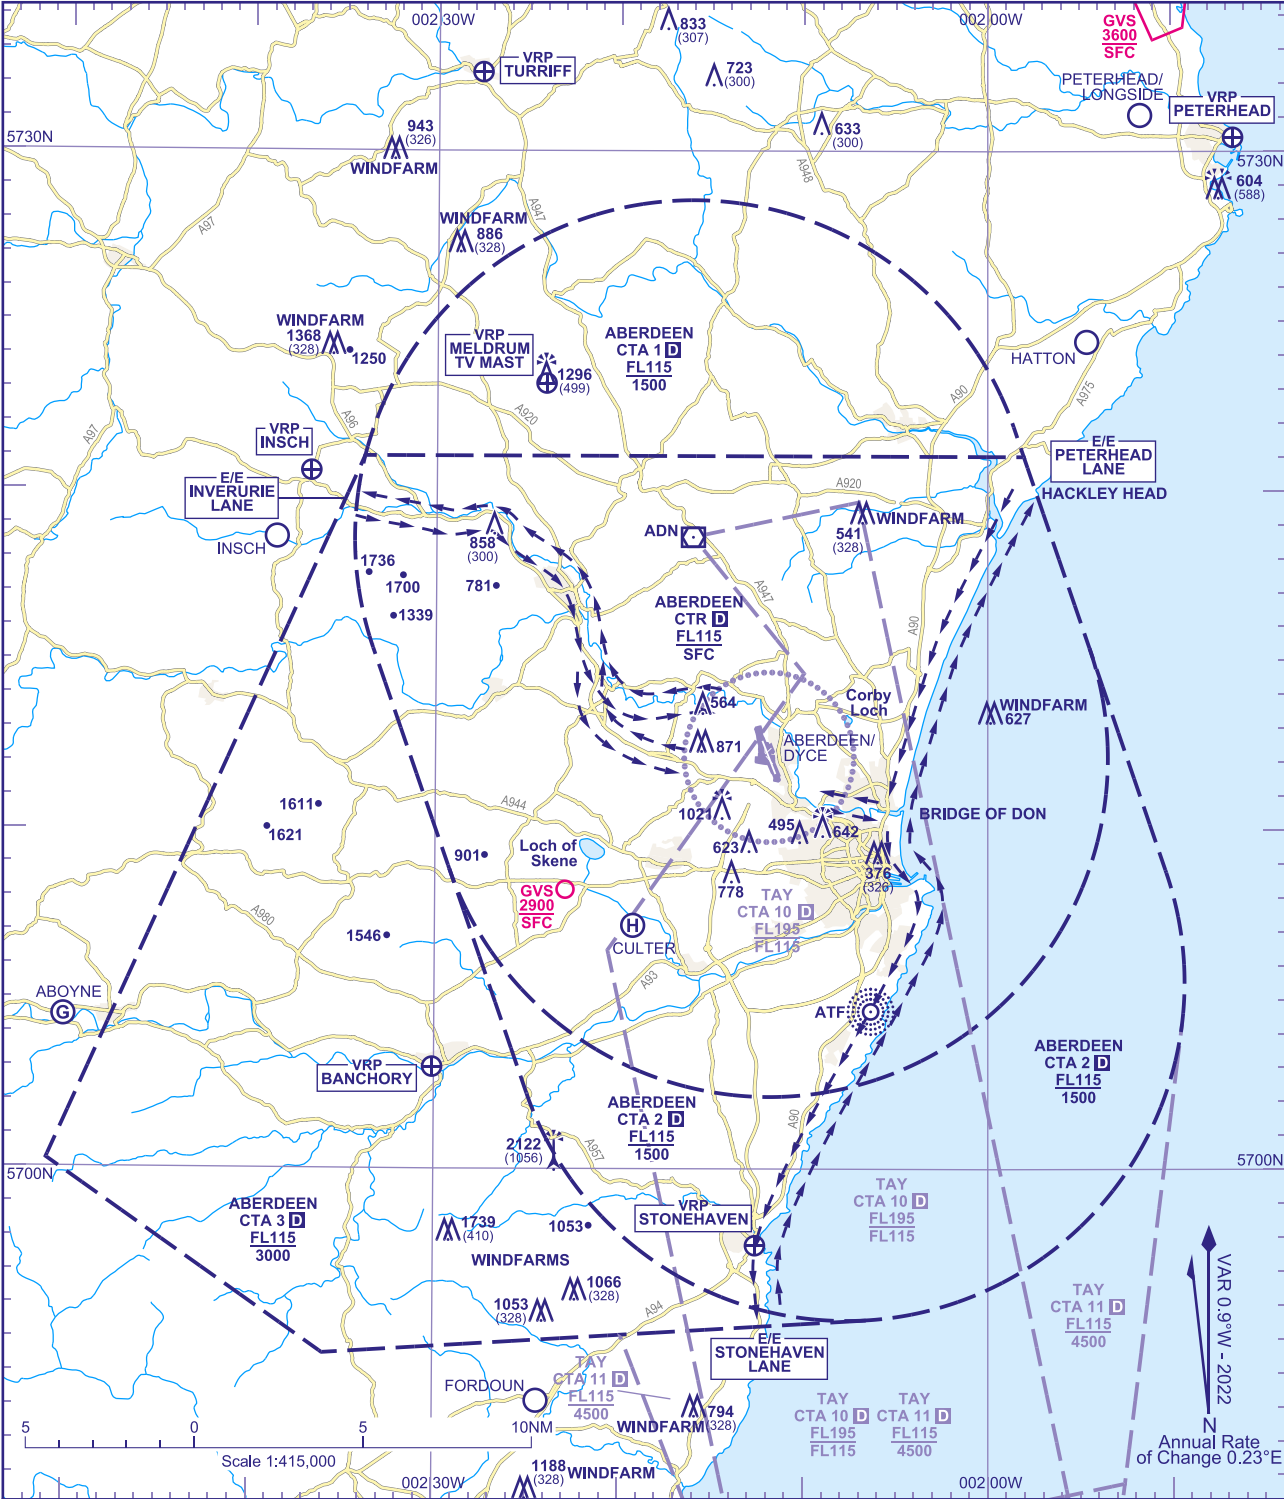 00230W
833
(307)
00200W
GVS
3600
SFC
VRP
TURRIFF
723
(300)
PETERHEAD/
LONGSIDE
VRP
PETERHEAD
943
(326)
WINDFARM
633
(300)
5730N
5730N
A948
604
(588)
A97
A947
WINDFARM
886
(328)
WINDFARM
1368
(328)
1250
VRP
MELDRUM
TV MAST
1296
(499)
ABERDEEN
CTA 1 D
FL115
1500
HATTON
A90
A975
A97
A96
A920
VRP
INSCH
E/E
PETERHEAD
LANE
HACKLEY HEAD
E/E
INVERURIE
LANE
A920
INSCH
858
(300)
ADN
541
(328)
WINDFARM
1736
1700
781
1339
A947
ABERDEEN
CTR D
FL115
SFC
A90
564
Corby
Loch
WINDFARM
627
871
ABERDEEN/
DYCE
1611
1621
A944
1021
495
642
BRIDGE OF DON
623
901
Loch of
Skene
376
(326)
778
GVS
2900
SFC
TAY
CTA 10 D
FL195
FL115
A980
1546
H
CULTER
A93
ABOYNE
G
ATF
VRP
BANCHORY
ABERDEEN
CTA 2 D
FL115
1500
ABERDEEN
CTA 2 D
FL115
1500
A90
2122
(1056)
A957
5700N
5700N
ABERDEEN
CTA 3 D
FL115
3000
1739
(410)
1053
VRP
STONEHAVEN
TAY
CTA 10 D
FL195
FL115
WINDFARMS
1066
(328)
1053
(328)
A94
TAY
CTA 11 D
FL115
4500
VAR 0.9°W - 2022
E/E
STONEHAVEN
LANE
TAY
CTA 11 D
FL115
4500
FORDOUN
794
(328)
WINDFARM
TAY
CTA 10 D
FL195
FL115
TAY
CTA 11 D
FL115
4500
N
Annual Rate
of Change 0.23°E
5 0 5 10NM
Scale 1:415,000
1188
(328)
WINDFARM
00230W
00200W